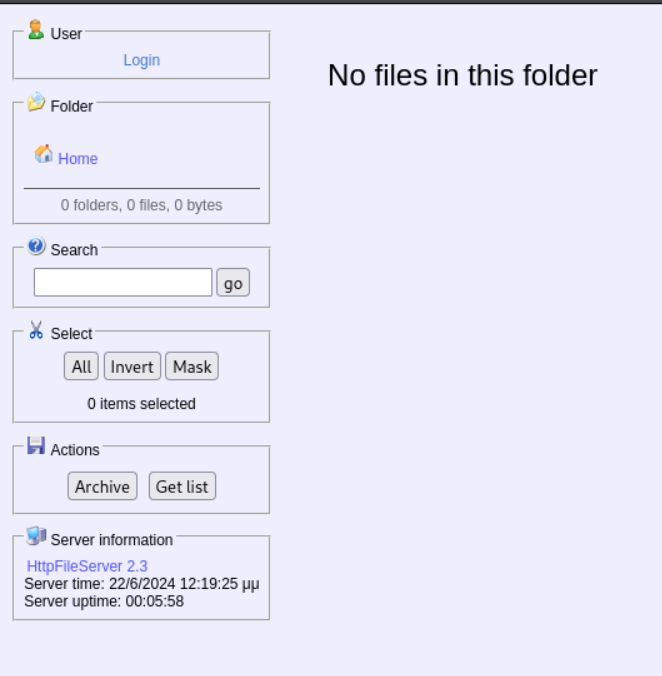 User
Login
No files in this folder
Folder
Home
0 folders, 0 files, 0 bytes
Search
go
Select
All Invert Mask
0 items selected
Actions
Archive Get list
Server information
HttpFileServer 2.3
Server time: 22/6/2024 12:19:25 μμ
Server uptime: 00:05:58